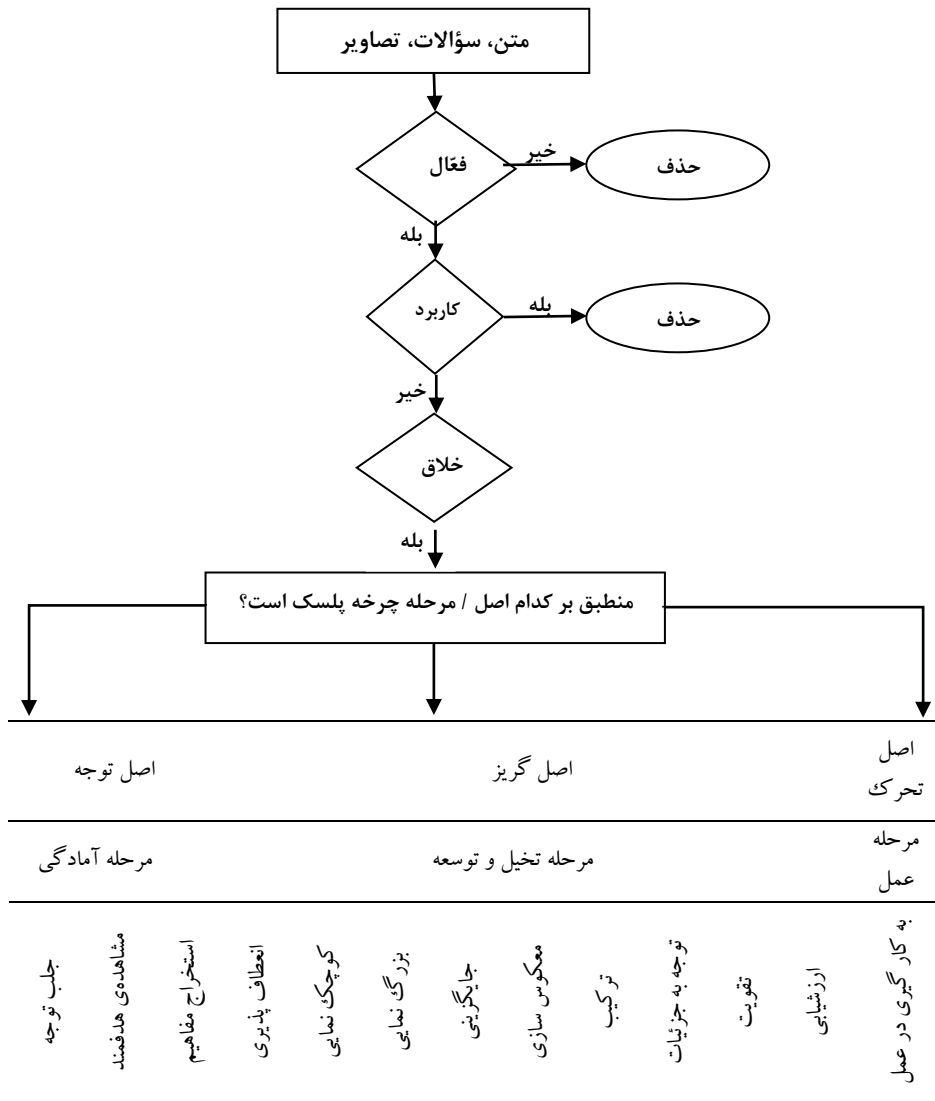 متن، سؤالات، تصاویر
فعّال
خیر
حذف
بله
کاربرد
بله
حذف
خیر
خلاق
بله
منطبق بر کدام اصل / مرحله چرخه پلسک است؟
اصل
تحرک
اصل گریز
اصل توجه
مرحله
عمل
مرحله تخیل و توسعه
مرحله آمادگی
به کار گیری در عمل
ارزشیابی
تقویت
توجه به جزئیات
ترکیب
معکوس سازی
جایگزینی
بزرگ نمایی
کوچک نمایی
انعطاف پذیری
استخراج مفاهیم
مشاهده‌ی هدفمند
جلب توجه